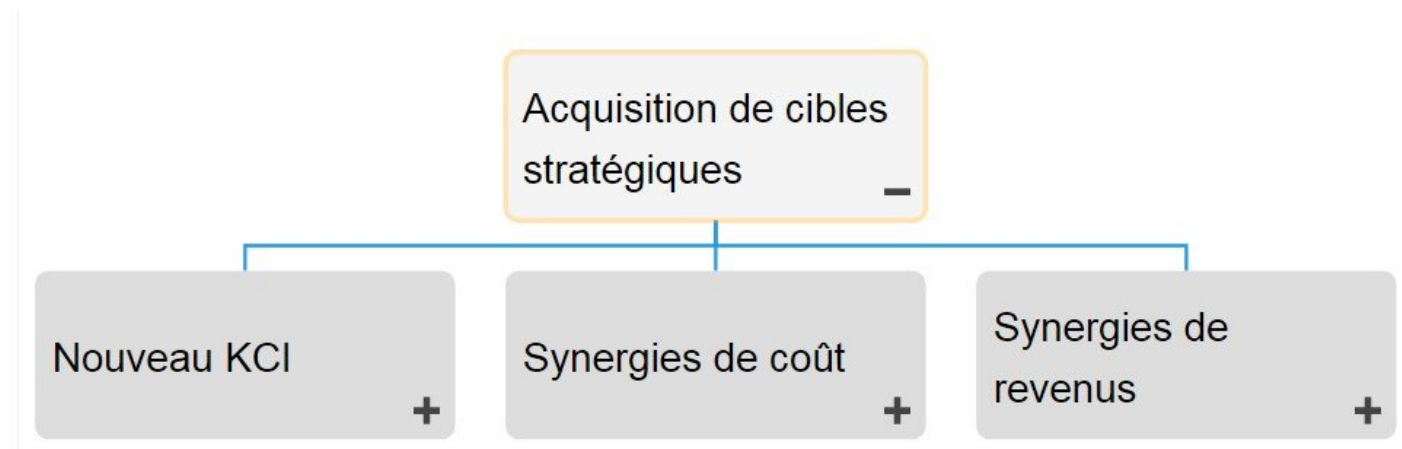 Acquisition de cibles
stratégiques
Nouveau KCI
Synergies de coût
Synergies de
revenus